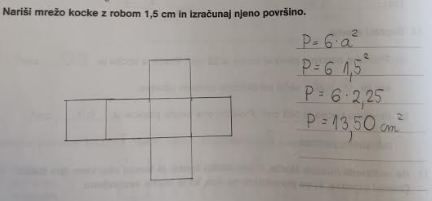 Nariši mrežo kocke z robom 1,5 cm in izračunaj njeno površino.
P = 6 · a²
P = 6 1,5²
P = 6 · 2,25
P = 13,50 cm²